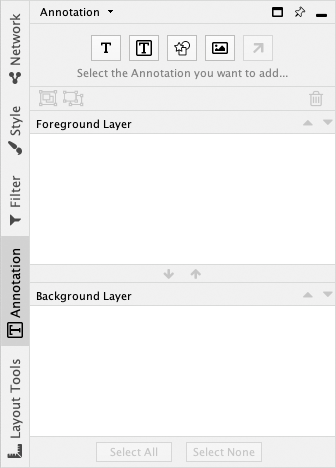 Annotation
Network
Style
Filter
Annotation
Layout Tools
Select the Annotation you want to add...
Foreground Layer
Background Layer
Select All
Select None